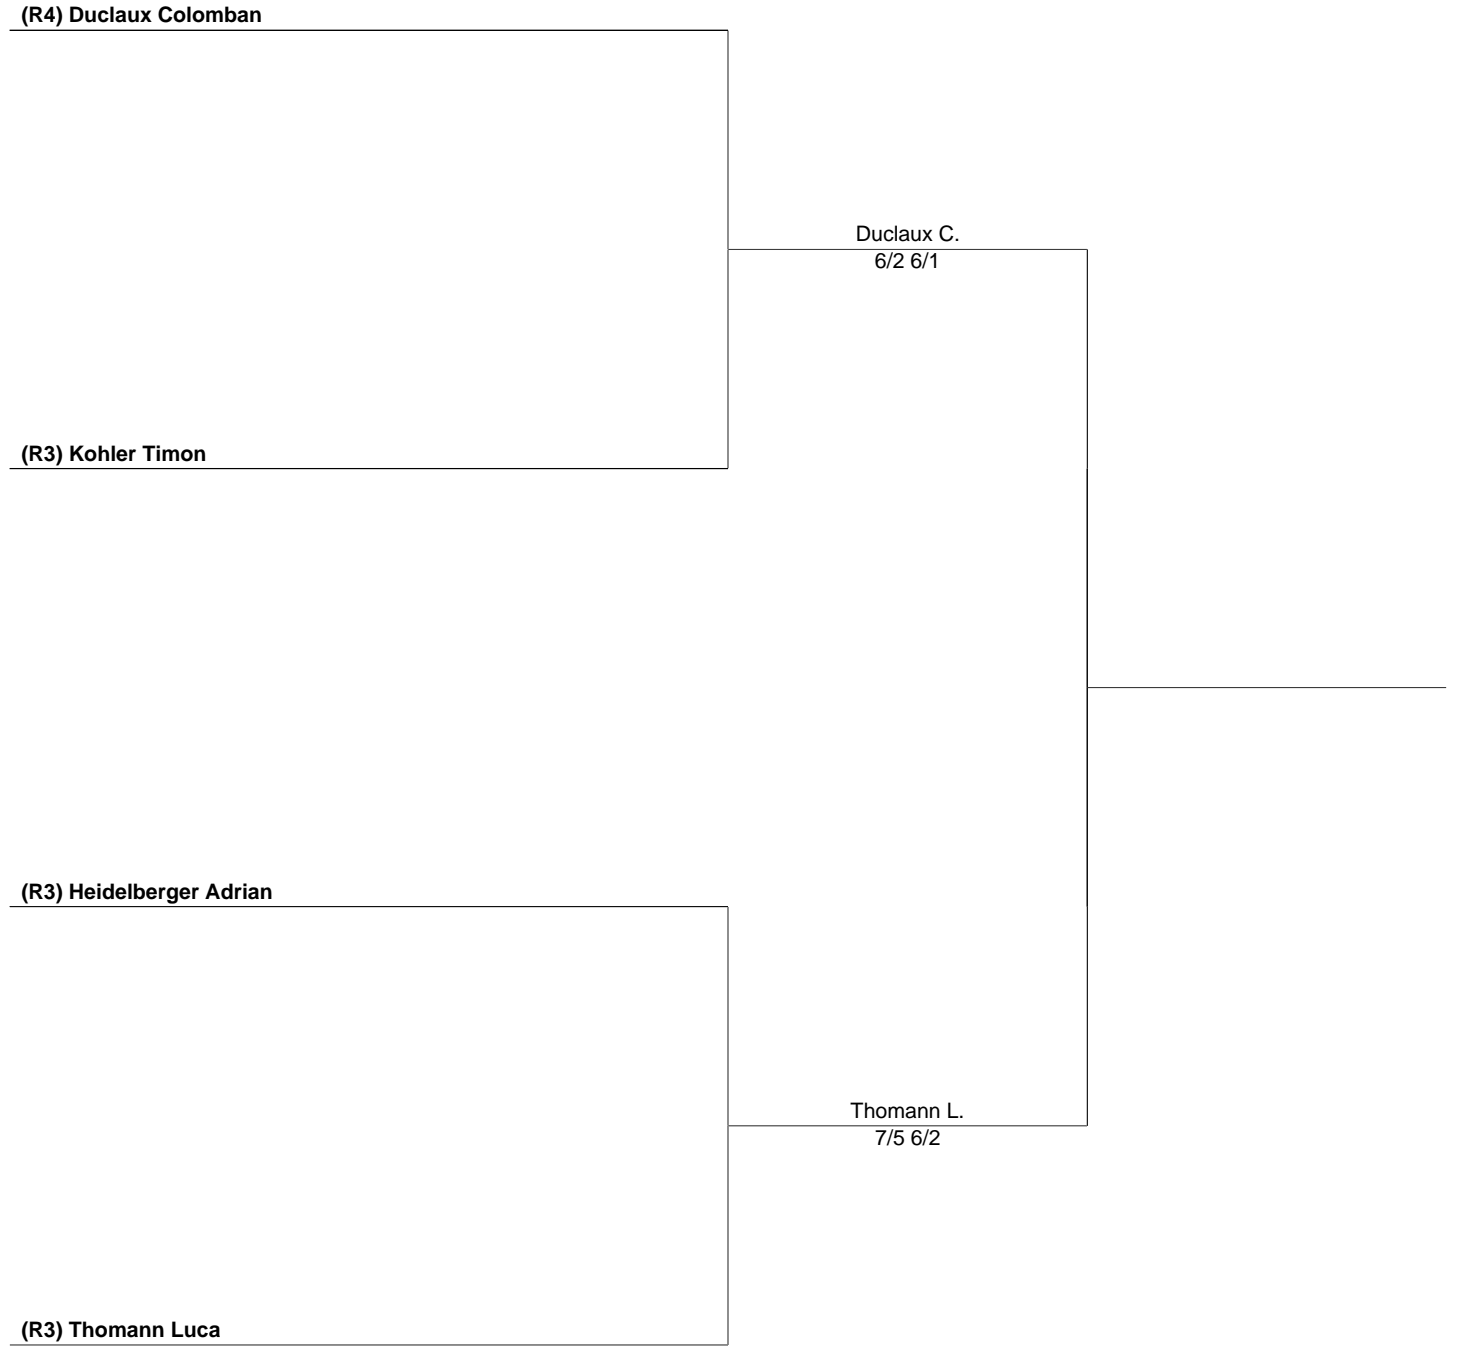 (R4) Duclaux Colomban
Duclaux C.
6/2 6/1
(R3) Kohler Timon
(R3) Heidelberger Adrian
Thomann L.
7/5 6/2
(R3) Thomann Luca